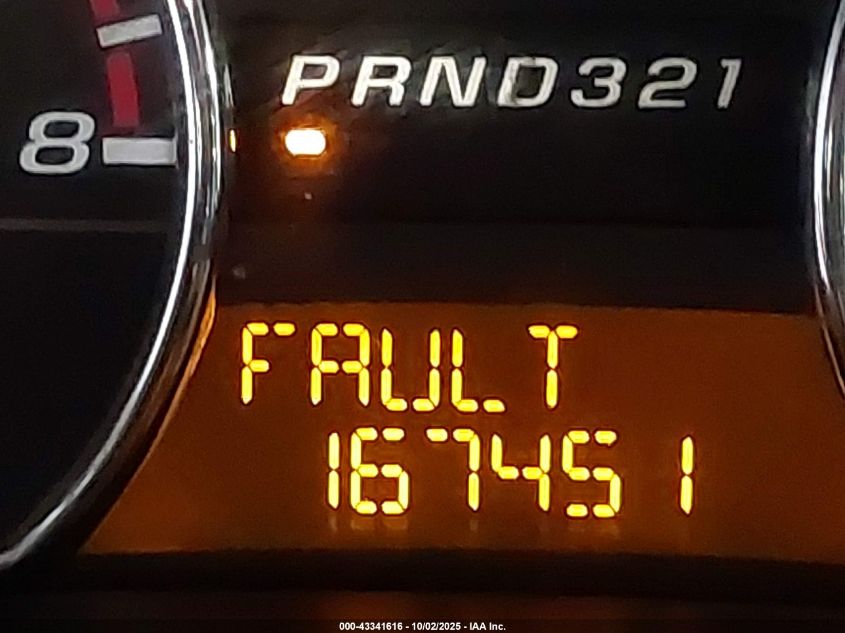 PRND321
8
FAULT
167451
000-43341616 - 10/02/2025 - IAA Inc.